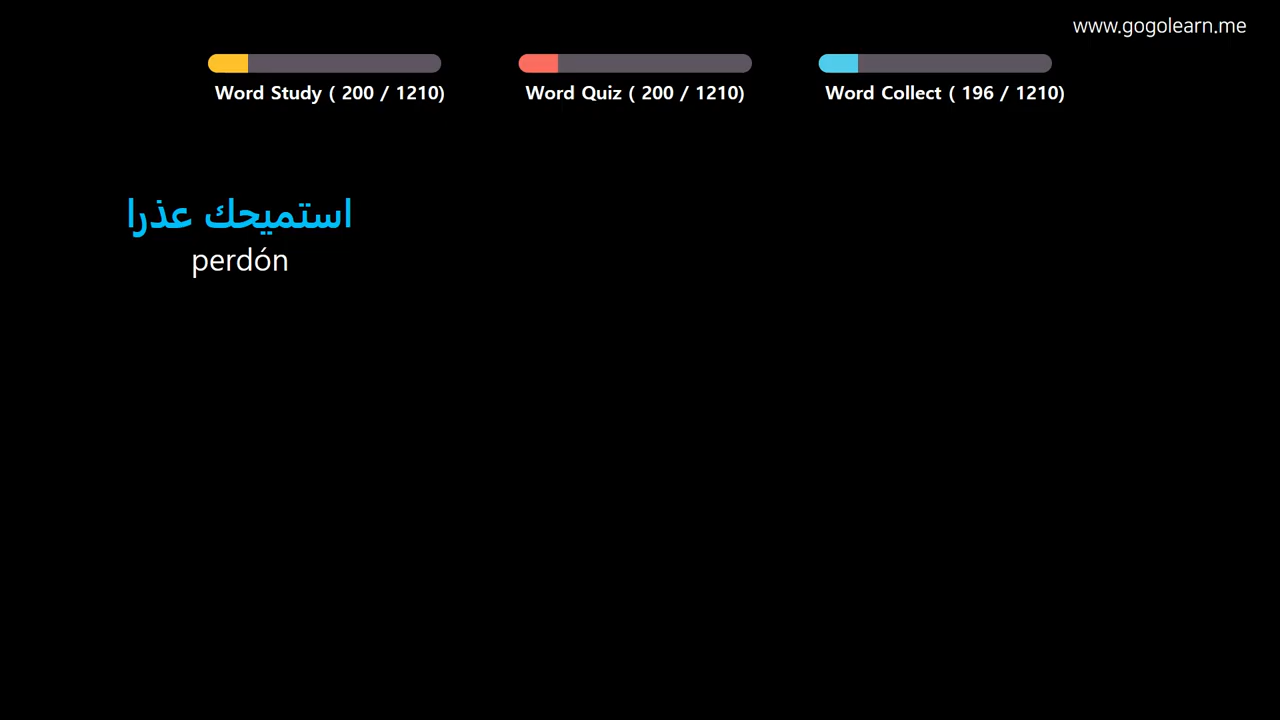 www.gogolearn.me
Word Study ( 200 / 1210)
Word Quiz ( 200 / 1210)
Word Collect ( 196 / 1210)
استميحك عذرا
perdón